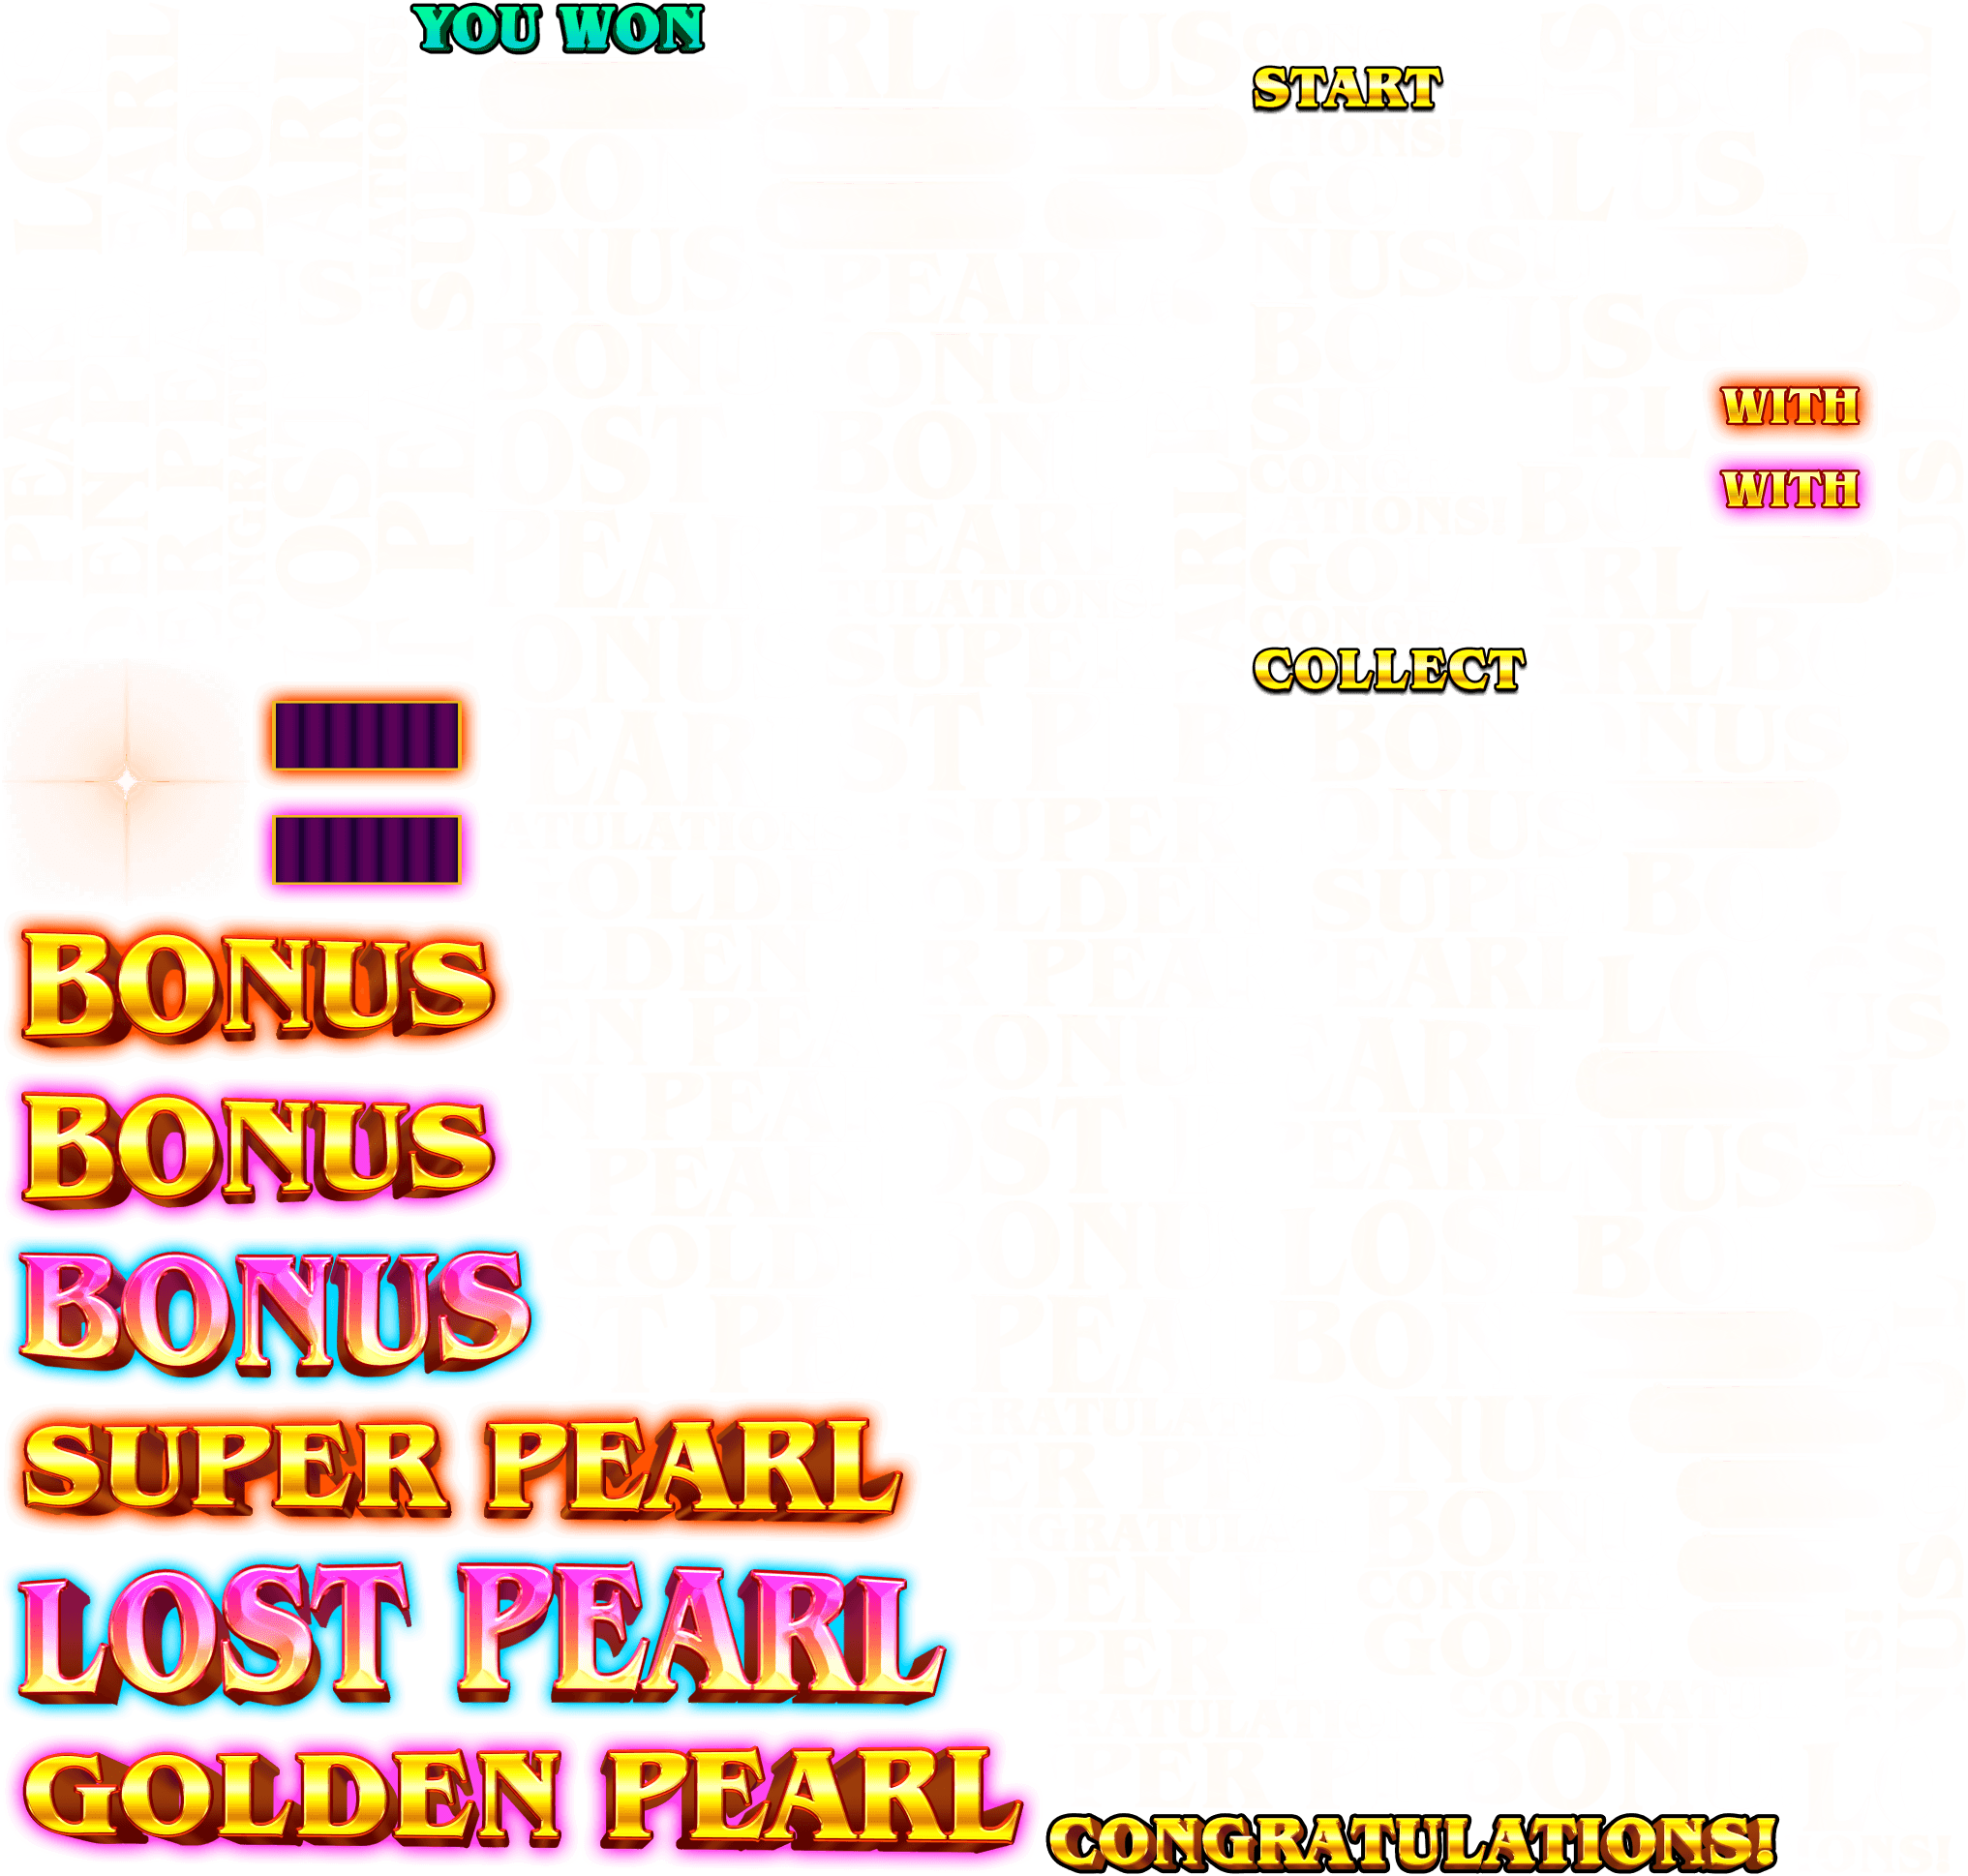 YOU WON
START
WITH
WITH
COLLECT
BONUS
BONUS
BONUS
SUPER PEARL
LOST PEARL
GOLDEN PEARL
CONGRATULATIONS!